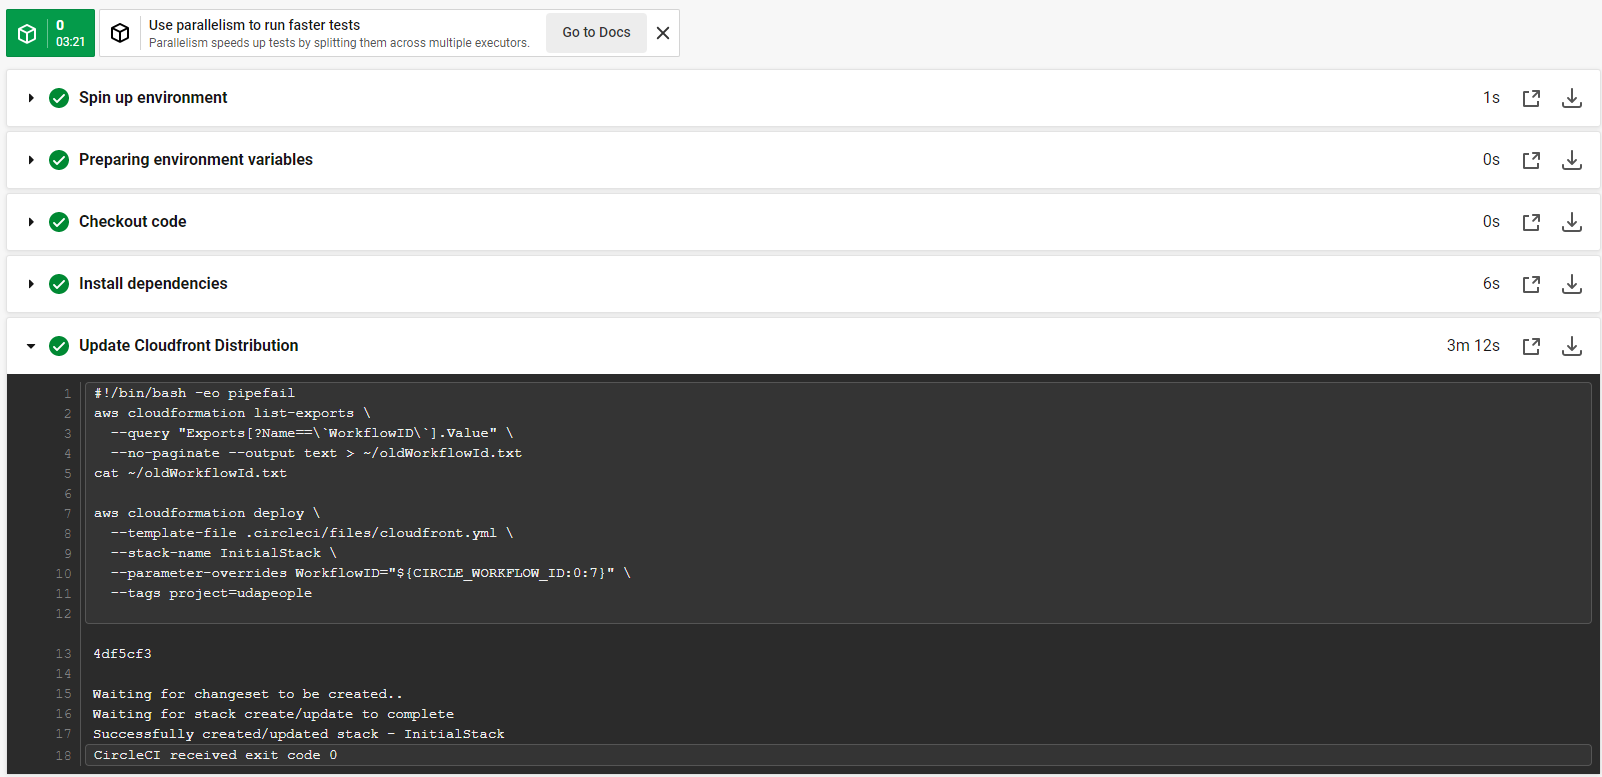 0
03:21
Use parallelism to run faster tests
Parallelism speeds up tests by splitting them across multiple executors.
Go to Docs
Spin up environment 1s
Preparing environment variables 0s
Checkout code 0s
Install dependencies 6s
Update Cloudfront Distribution 3m 12s
1 #!/bin/bash -eo pipefail
2 aws cloudformation list-exports \
3 --query "Exports[?Name==\`WorkflowID\`].Value" \
4 --no-paginate --output text > ~/oldWorkflowId.txt
5 cat ~/oldWorkflowId.txt
6
7 aws cloudformation deploy \
8 --template-file .circleci/files/cloudfront.yml \
9 --stack-name InitialStack \
10 --parameter-overrides WorkflowID="${CIRCLE_WORKFLOW_ID:0:7}" \
11 --tags project=udapeople
12
13 4df5cf3
14
15 Waiting for changeset to be created..
16 Waiting for stack create/update to complete
17 Successfully created/updated stack - InitialStack
18 CircleCI received exit code 0